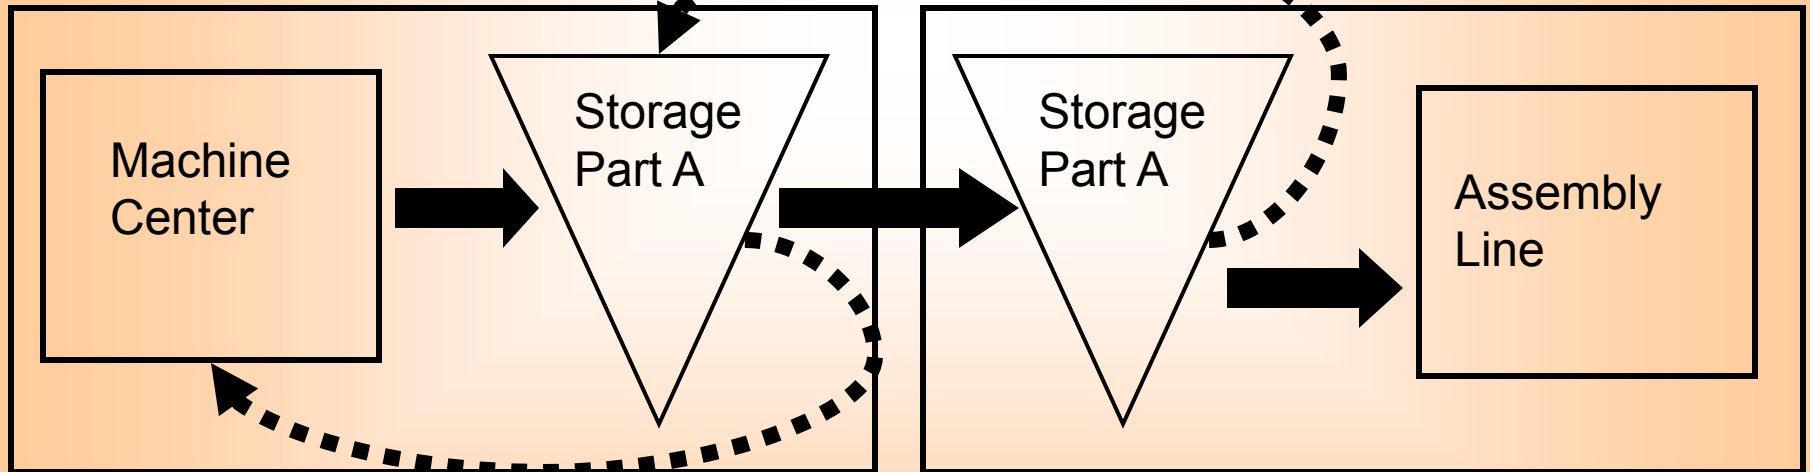 Machine
Center
Storage
Part A
Storage
Part A
Assembly
Line